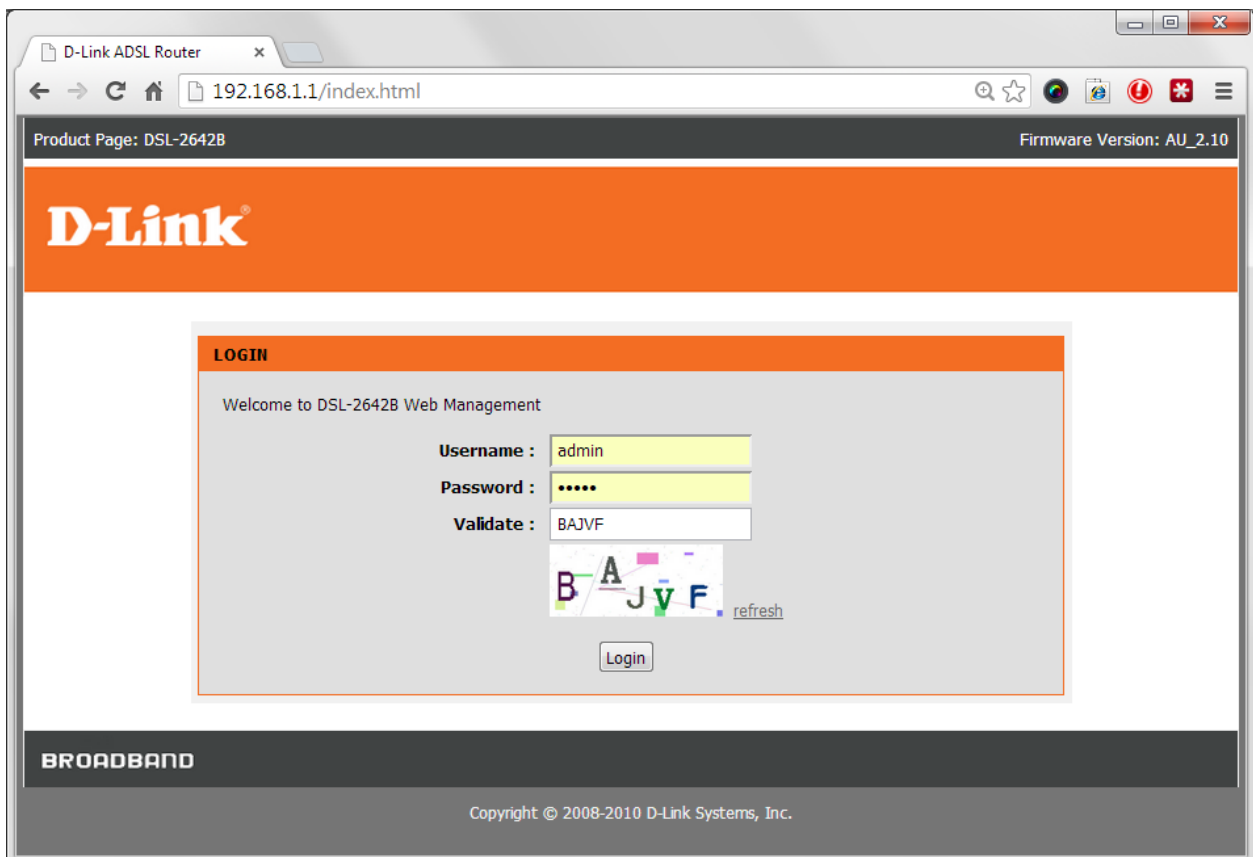 D-Link ADSL Router
192.168.1.1/index.html
Product Page: DSL-2642B Firmware Version: AU_2.10
D-Link®
LOGIN
Welcome to DSL-2642B Web Management
Username : admin
Password : •••••
Validate : BAJVF
B A J V F
refresh
Login
BROADBAND
Copyright © 2008-2010 D-Link Systems, Inc.